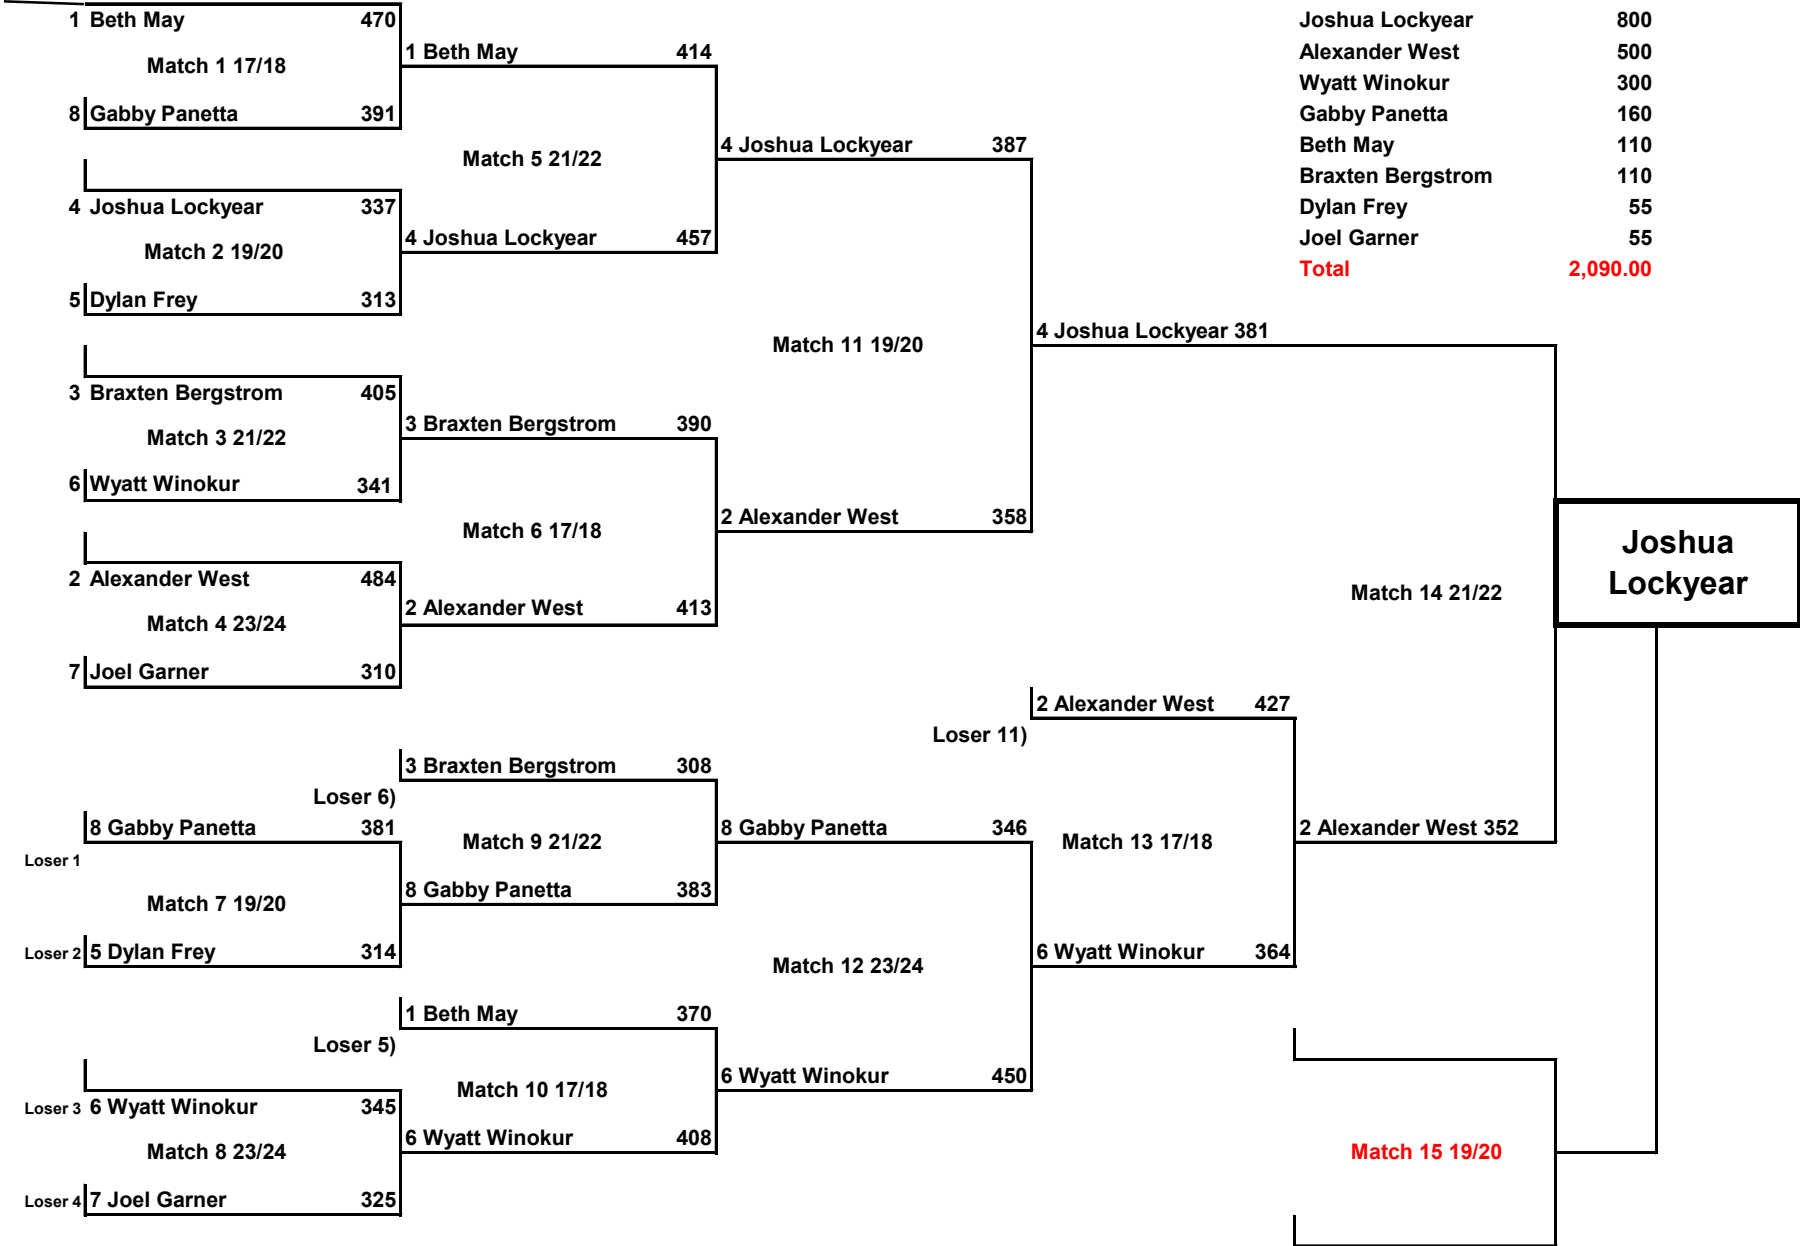 1 Beth May 470
Match 1 17/18
8 Gabby Panetta 391
4 Joshua Lockyear 337
Match 2 19/20
5 Dylan Frey 313
3 Braxten Bergstrom 405
Match 3 21/22
6 Wyatt Winokur 341
2 Alexander West 484
Match 4 23/24
7 Joel Garner 310
1 Beth May 414
Match 5 21/22
4 Joshua Lockyear 457
3 Braxten Bergstrom 390
Match 6 17/18
2 Alexander West 413
4 Joshua Lockyear 387
Match 11 19/20
2 Alexander West 358
4 Joshua Lockyear 381
Match 14 21/22
2 Alexander West 352
Joshua
Lockyear
Joshua Lockyear 800
Alexander West 500
Wyatt Winokur 300
Gabby Panetta 160
Beth May 110
Braxten Bergstrom 110
Dylan Frey 55
Joel Garner 55
Total 2,090.00
8 Gabby Panetta 381
Loser 1
Match 7 19/20
Loser 2 5 Dylan Frey 314
Loser 3 6 Wyatt Winokur 345
Match 8 23/24
Loser 4 7 Joel Garner 325
3 Braxten Bergstrom 308
Loser 6)
Match 9 21/22
8 Gabby Panetta 383
1 Beth May 370
Loser 5)
Match 10 17/18
6 Wyatt Winokur 408
8 Gabby Panetta 346
Match 12 23/24
6 Wyatt Winokur 450
2 Alexander West 427
Loser 11)
Match 13 17/18
6 Wyatt Winokur 364
Match 15 19/20